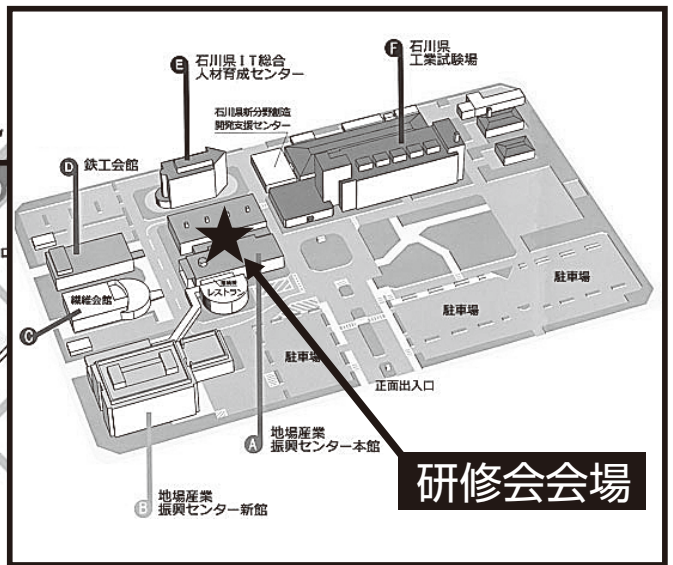 E 石川県IT総合
人材育成センター
F 石川県
工業試験場
石川県新分野創造
開発支援センター
D 鉄工会館
レストラン
繊維会館
C
駐車場
駐車場
駐車場
正面出入口
A 地場産業
振興センター本館
研修会会場
B 地場産業
振興センター新館